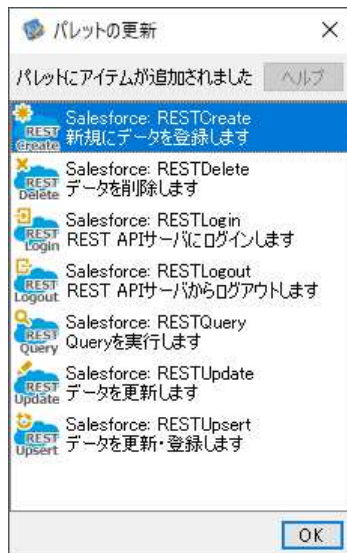 パレットの更新
パレットにアイテムが追加されました ヘルプ
REST
Create
Salesforce: RESTCreate
新規にデータを登録します
REST
Delete
Salesforce: RESTDelete
データを削除します
REST
Login
Salesforce: RESTLogin
REST APIサーバにログインします
REST
Logout
Salesforce: RESTLogout
REST APIサーバからログアウトします
REST
Query
Salesforce: RESTQuery
Queryを実行します
REST
Update
Salesforce: RESTUpdate
データを更新します
REST
Upsert
Salesforce: RESTUpsert
データを更新・登録します
OK